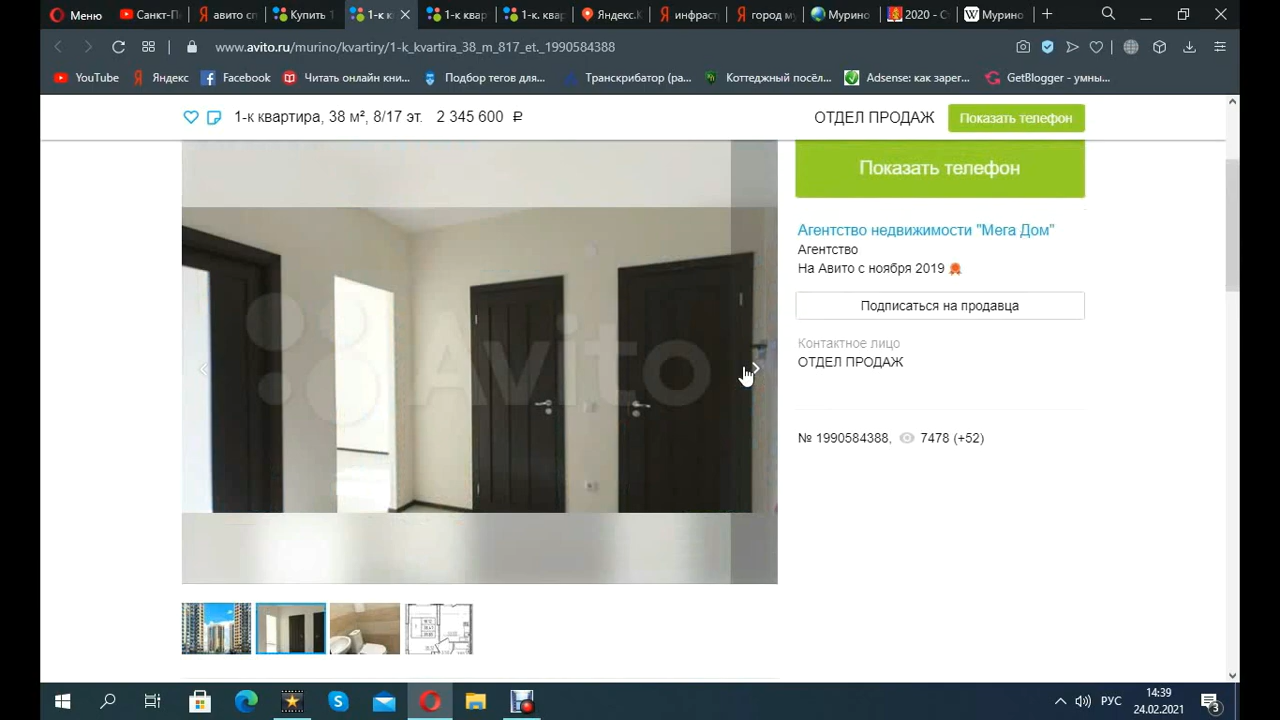 Меню
Санкт-П
авито сп
Купить 1
1-к к
1-к квар
1-к. квар
Яндекс.К
инфраст
город м
Мурино
2020 - С
Мурино
www.avito.ru/murino/kvartiry/1-k_kvartira_38_m_817_et._1990584388
YouTube
Яндекс
Facebook
Читать онлайн кни...
Подбор тегов для...
Транскрибатор (ра...
Коттеджный посёл...
Adsense: как зарег...
GetBlogger - умны...
1-к квартира, 38 м², 8/17 эт. 2 345 600 ₽
ОТДЕЛ ПРОДАЖ
Показать телефон
Показать телефон
Агентство недвижимости "Мега Дом"
Агентство
На Авито с ноября 2019
Подписаться на продавца
Контактное лицо
ОТДЕЛ ПРОДАЖ
№ 1990584388, 7478 (+52)
Avito
РУС
14:39
24.02.2021
3